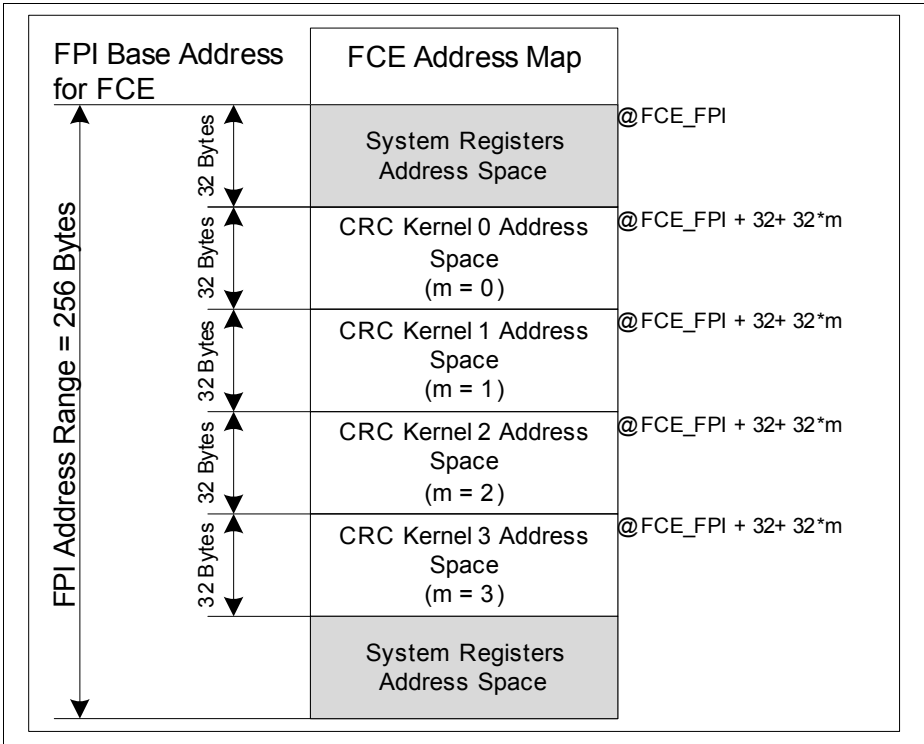 FPI Base Address
for FCE
FCE Address Map
FPI Address Range = 256 Bytes
32 Bytes
System Registers
Address Space
@FCE_FPI
32 Bytes
CRC Kernel 0 Address
Space
(m = 0)
@FCE_FPI + 32+ 32*m
32 Bytes
CRC Kernel 1 Address
Space
(m = 1)
@FCE_FPI + 32+ 32*m
32 Bytes
CRC Kernel 2 Address
Space
(m = 2)
@FCE_FPI + 32+ 32*m
32 Bytes
CRC Kernel 3 Address
Space
(m = 3)
@FCE_FPI + 32+ 32*m
System Registers
Address Space